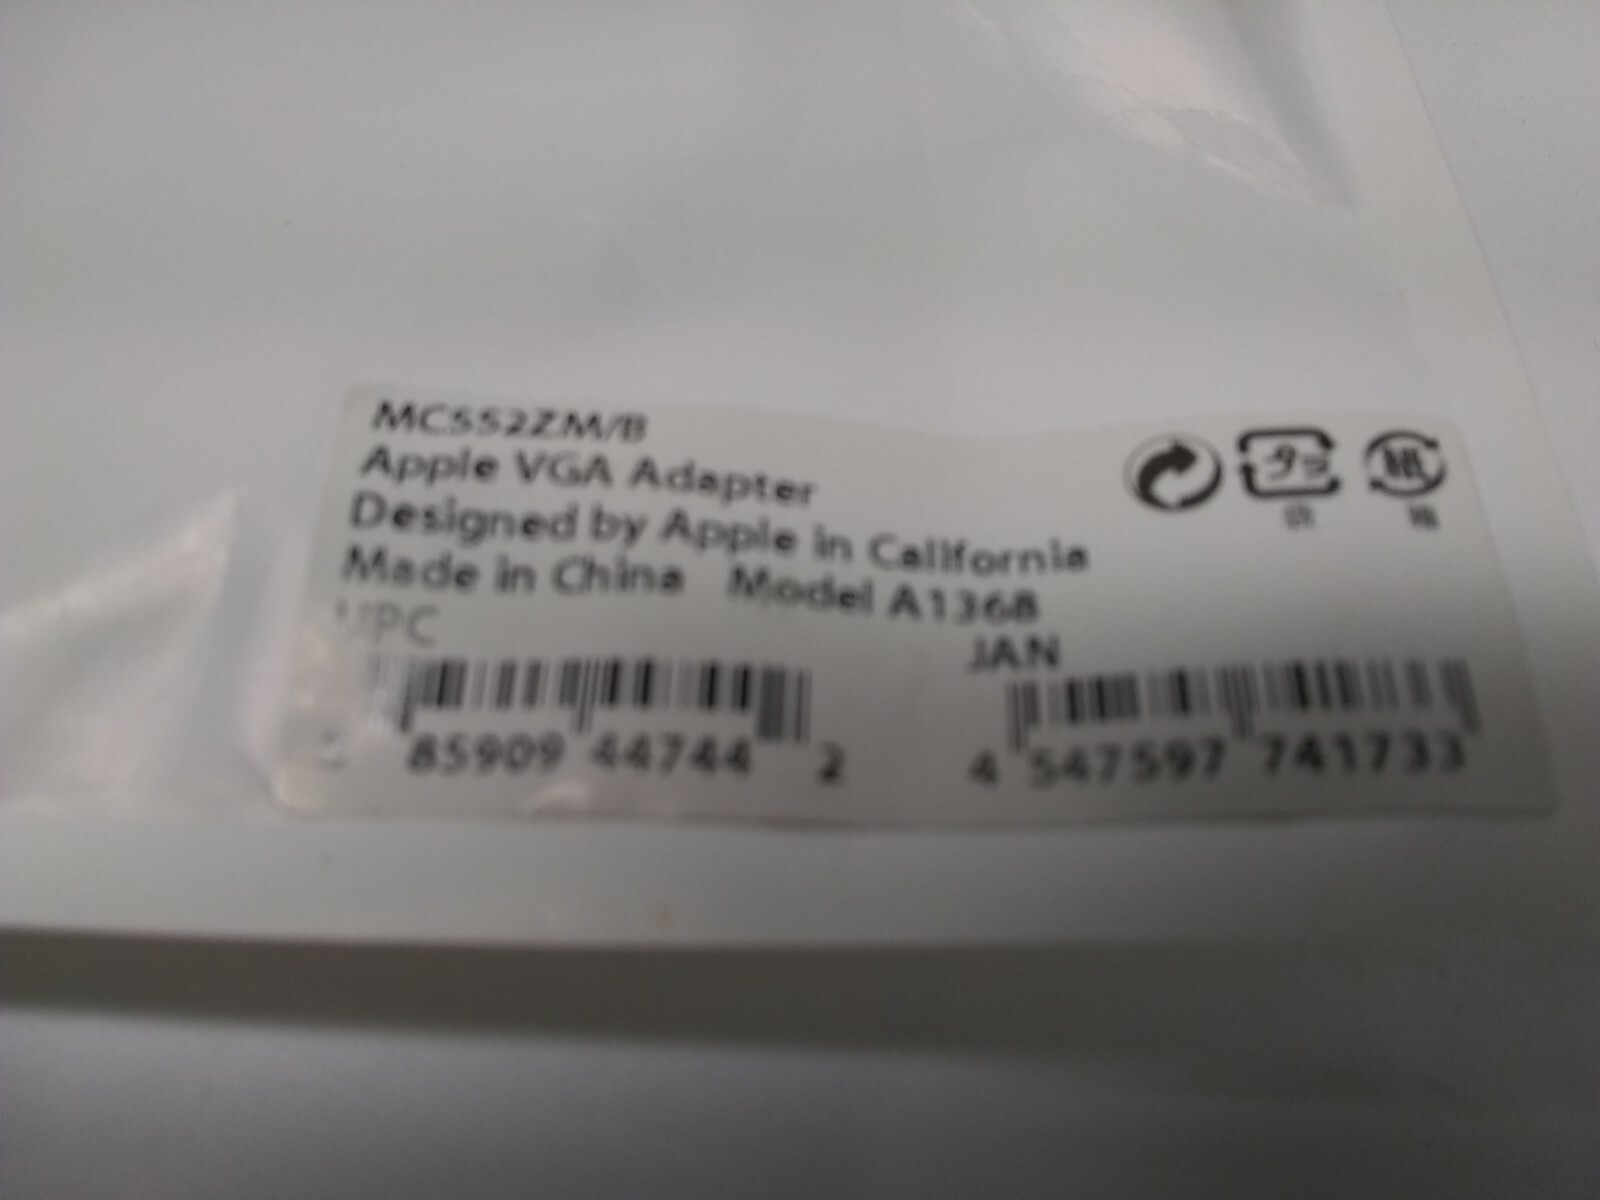 MC552ZM/B
Apple VGA Adapter
Designed by Apple in California
Made in China Model A1368
UPC
JAN
85909 44744 2
4 547597 741733